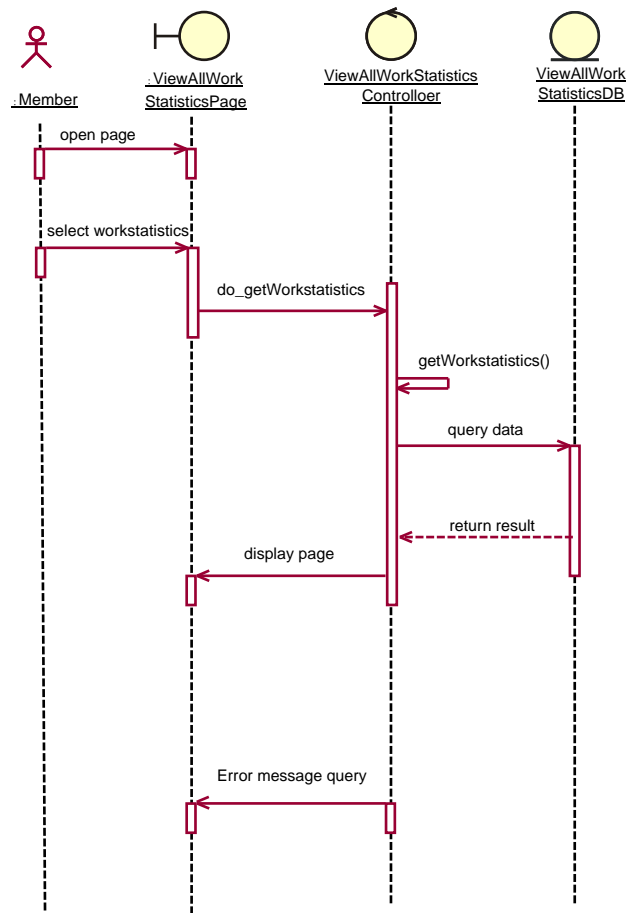 : Member
: ViewAllWork
StatisticsPage
ViewAllWorkStatistics
Controlloer
ViewAllWork
StatisticsDB
open page
select workstatistics
do_getWorkstatistics
getWorkstatistics()
query data
return result
display page
Error message query